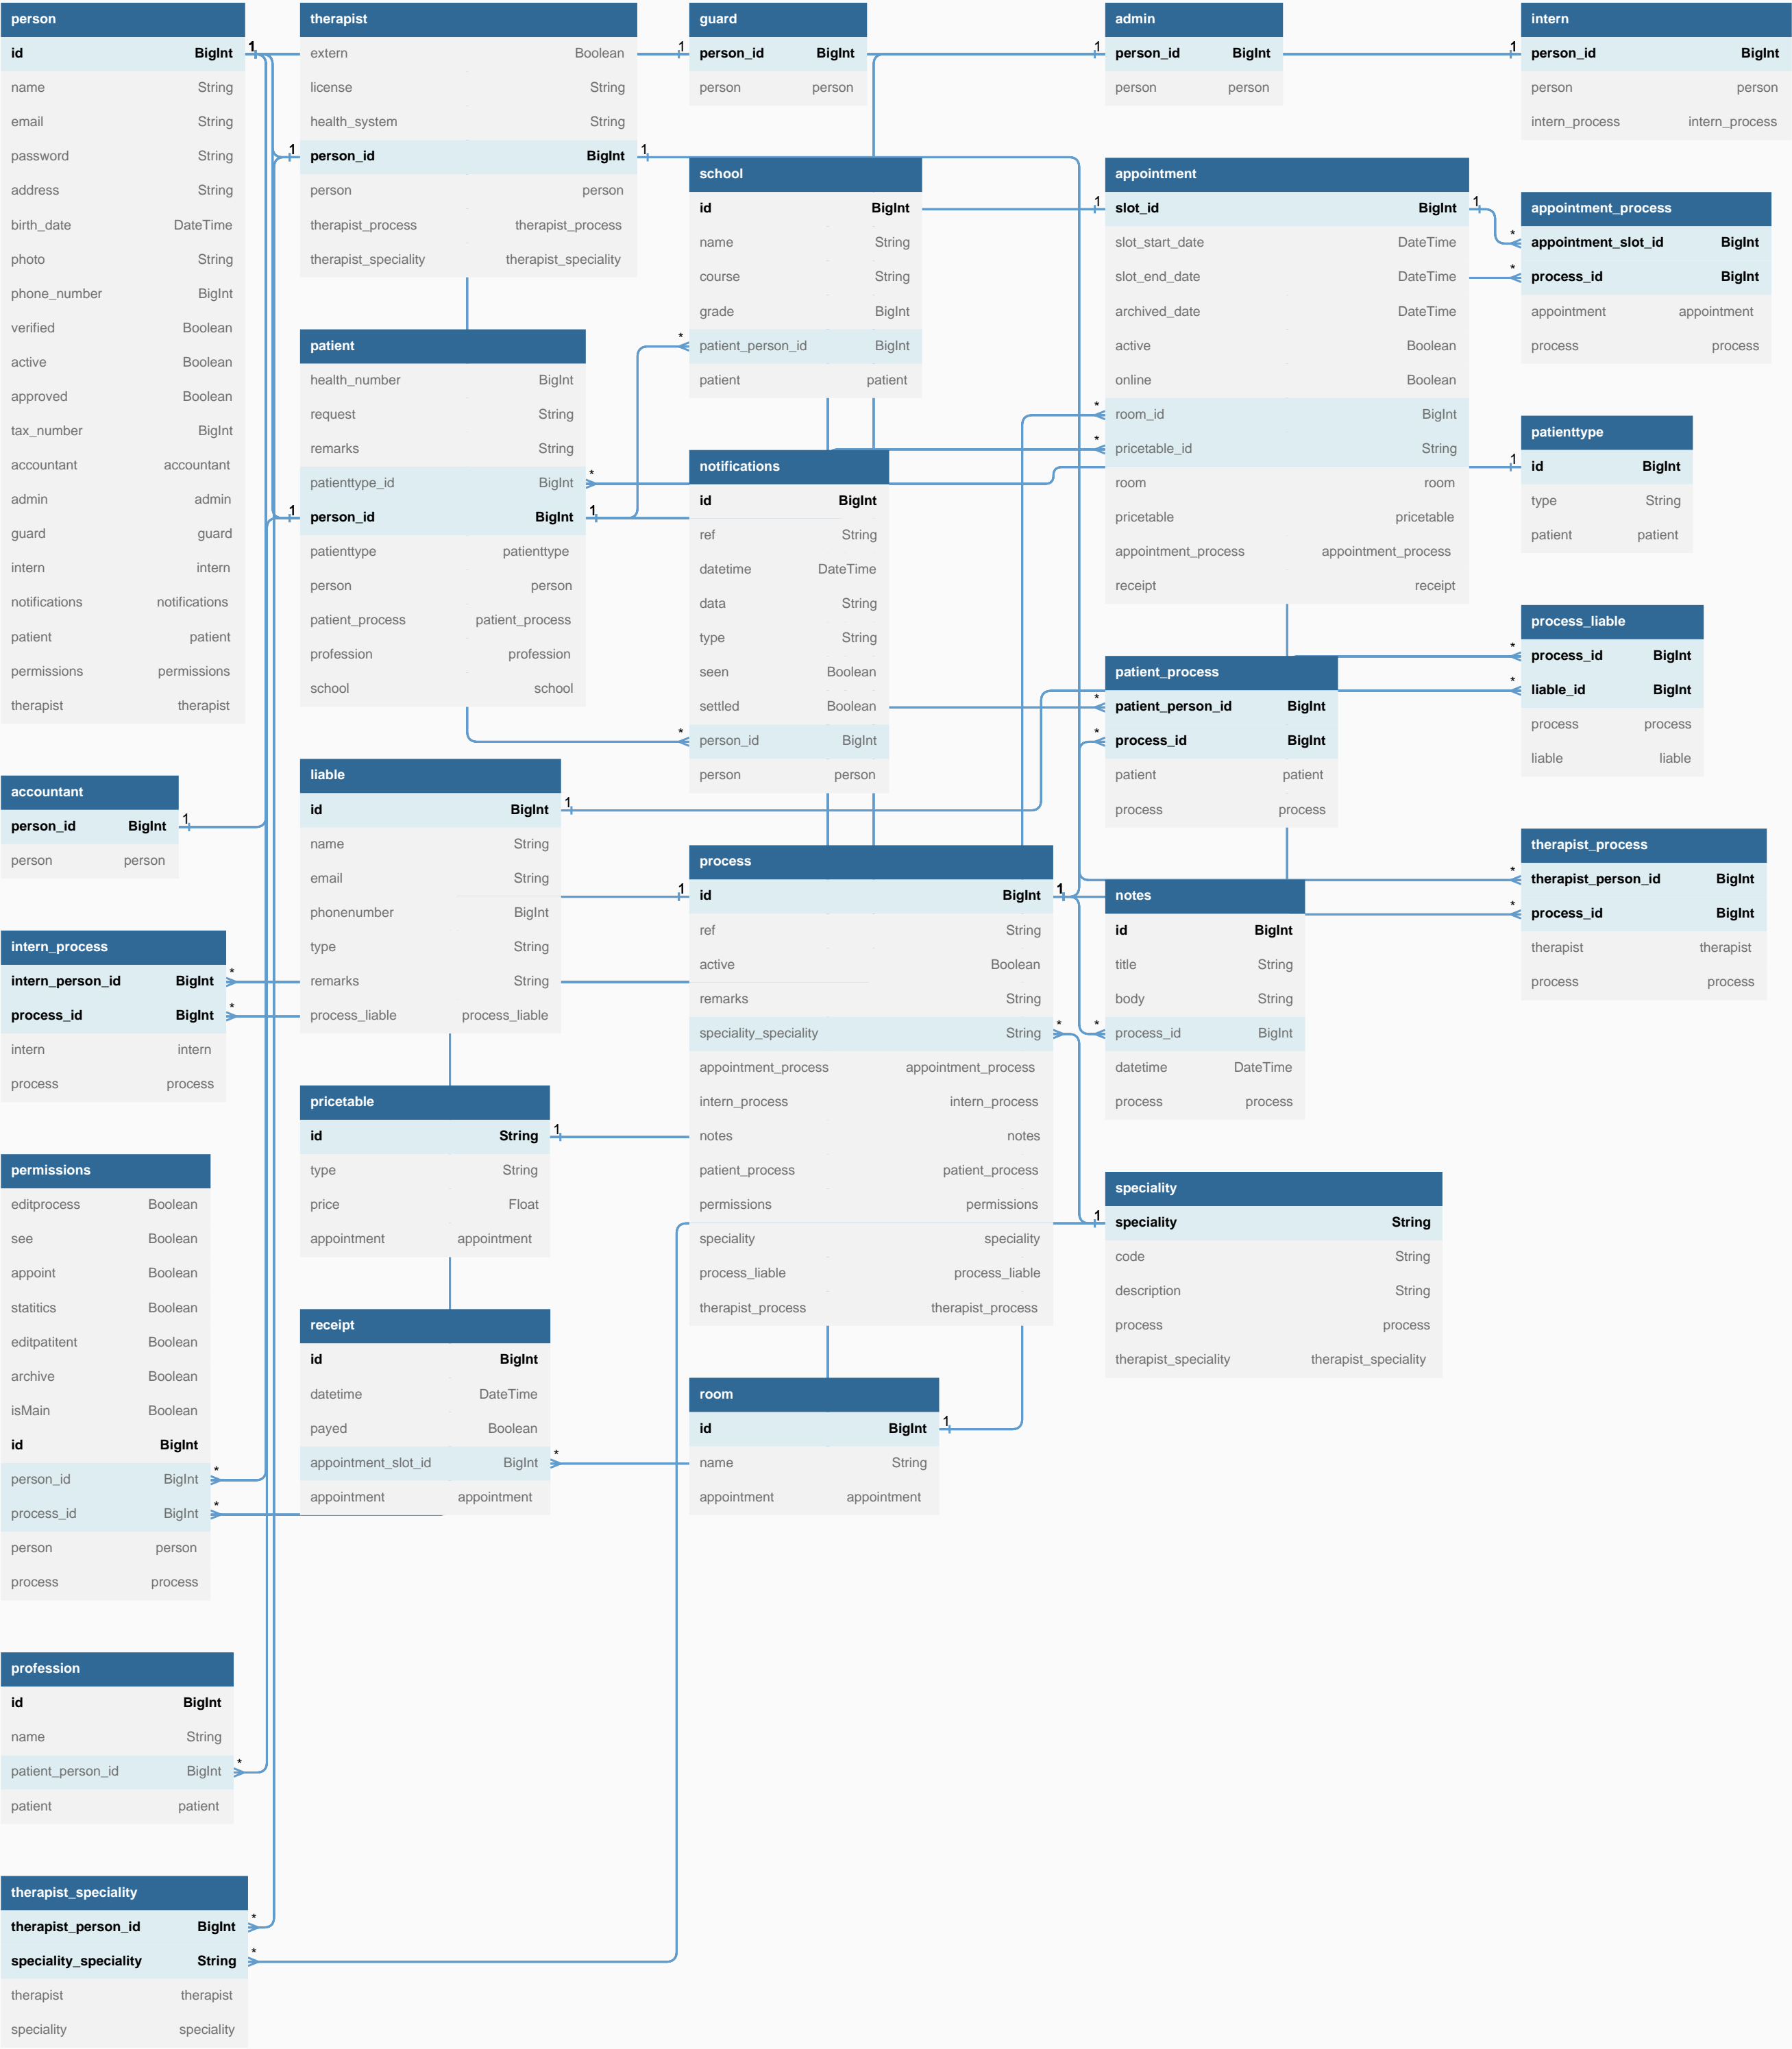 person
id BigInt
name String
email String
password String
address String
birth_date DateTime
photo String
phone_number BigInt
verified Boolean
active Boolean
approved Boolean
tax_number BigInt
accountant accountant
admin admin
guard guard
intern intern
notifications notifications
patient patient
permissions permissions
therapist therapist
accountant
person_id BigInt
person person
intern_process
intern_person_id BigInt
process_id BigInt
intern intern
process process
permissions
editprocess Boolean
see Boolean
appoint Boolean
statitics Boolean
editpatitent Boolean
archive Boolean
isMain Boolean
id BigInt
person_id BigInt
process_id BigInt
person person
process process
profession
id BigInt
name String
patient_person_id BigInt
patient patient
therapist_speciality
therapist_person_id BigInt
speciality_speciality String
therapist therapist
speciality speciality
therapist
extern Boolean
license String
health_system String
person_id BigInt
person person
therapist_process therapist_process
therapist_speciality therapist_speciality
patient
health_number BigInt
request String
remarks String
patienttype_id BigInt
person_id BigInt
patienttype patienttype
person person
patient_process patient_process
profession profession
school school
liable
id BigInt
name String
email String
phonenumber BigInt
type String
remarks String
process_liable process_liable
pricetable
id String
type String
price Float
appointment appointment
receipt
id BigInt
datetime DateTime
payed Boolean
appointment_slot_id BigInt
appointment appointment
guard
person_id BigInt
person person
school
id BigInt
name String
course String
grade BigInt
patient_person_id BigInt
patient patient
notifications
id BigInt
ref String
datetime DateTime
data String
type String
seen Boolean
settled Boolean
person_id BigInt
person person
process
id BigInt
ref String
active Boolean
remarks String
speciality_speciality String
appointment_process appointment_process
intern_process intern_process
notes notes
patient_process patient_process
permissions permissions
speciality speciality
process_liable process_liable
therapist_process therapist_process
room
id BigInt
name String
appointment appointment
admin
person_id BigInt
person person
appointment
slot_id BigInt
slot_start_date DateTime
slot_end_date DateTime
archived_date DateTime
active Boolean
online Boolean
room_id BigInt
pricetable_id String
room room
pricetable pricetable
appointment_process appointment_process
receipt receipt
patient_process
patient_person_id BigInt
process_id BigInt
patient patient
process process
notes
id BigInt
title String
body String
process_id BigInt
datetime DateTime
process process
speciality
speciality String
code String
description String
process process
therapist_speciality therapist_speciality
intern
person_id BigInt
person person
intern_process intern_process
appointment_process
appointment_slot_id BigInt
process_id BigInt
appointment appointment
process process
patienttype
id BigInt
type String
patient patient
process_liable
process_id BigInt
liable_id BigInt
process process
liable liable
therapist_process
therapist_person_id BigInt
process_id BigInt
therapist therapist
process process